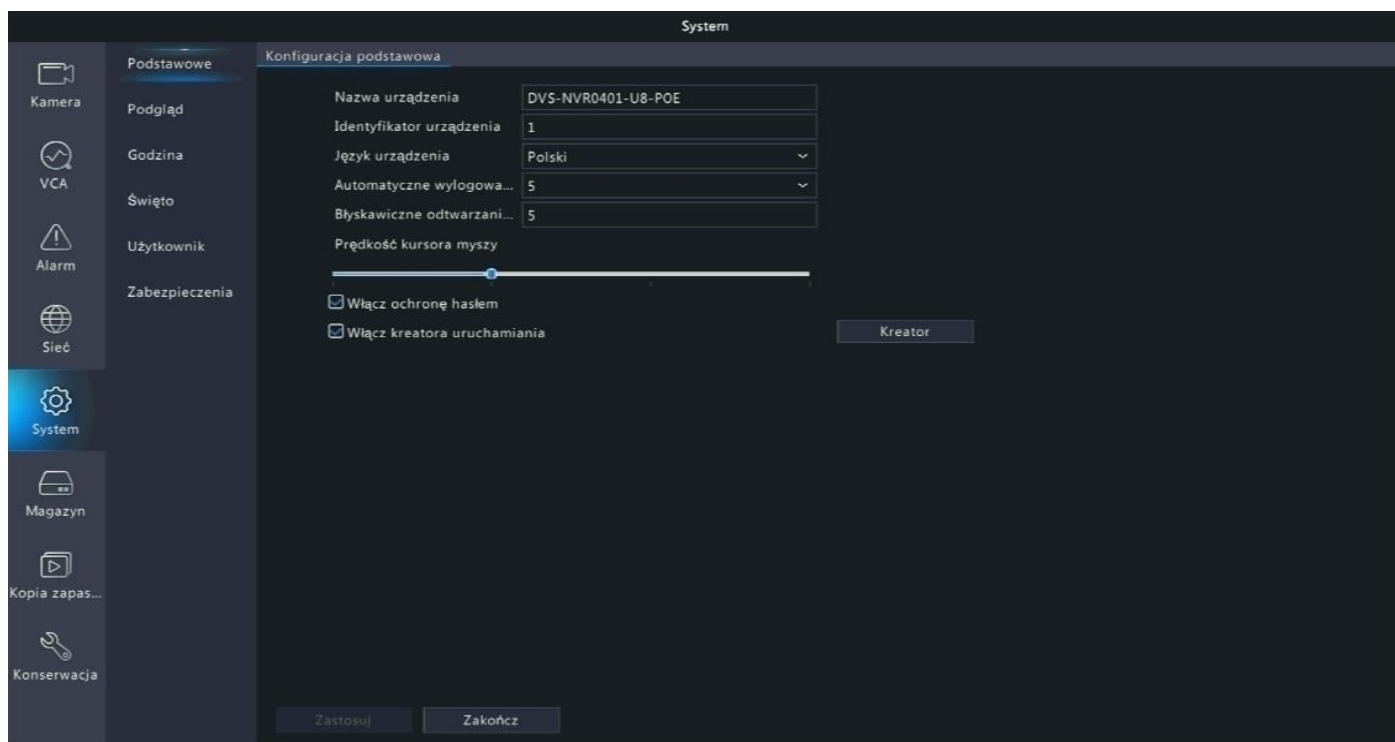 System
Kamera
VCA
Alarm
Sieć
System
Magazyn
Kopia zapas...
Konserwacja
Podstawowe
Podgląd
Godzina
Święto
Użytkownik
Zabezpieczenia
Konfiguracja podstawowa
Nazwa urządzenia DVS-NVR0401-U8-POE
Identyfikator urządzenia 1
Język urządzenia Polski
Automatyczne wylogowa... 5
Błyskawiczne odtwarzani... 5
Prędkość kursora myszy
Włącz ochronę hasłem
Włącz kreatora uruchamiania Kreator
Zastosuj Zakończ